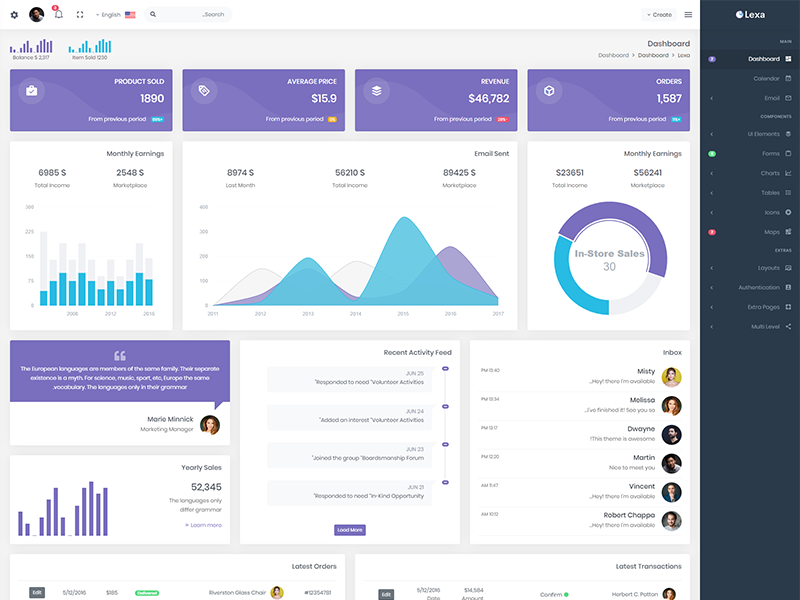 Lexa
MAIN
Dashboard
2
Calendar
Email
COMPONENTS
UI Elements
Forms
Charts
Tables
Icons
Maps
EXTRAS
Layouts
Authentication
Extra Pages
Multi Level
English
..Search
Create
Dashboard
Dashboard > Dashboard > Lexa
Balance $ 2,317
Item Sold 1230
ORDERS
1,587
From previous period
REVENUE
$46,782
From previous period
AVERAGE PRICE
$15.9
From previous period
PRODUCT SOLD
1890
From previous period
Monthly Earnings
6985 $
2548 $
Total Income
Marketplace
300
225
150
75
0
2008
2012
2016
Email Sent
8974 $
56210 $
89425 $
Last Month
Total Income
Marketplace
400
300
200
100
0
2011
2012
2013
2014
2015
2016
2017
Monthly Earnings
$23651
$56241
Total Income
Marketplace
In-Store Sales
30
The European languages are members of the same family. Their separate
existence is a myth. For science, music, sport, etc, Europe the same
.vocabulary. The languages only in their grammar
Marie Minnick
Marketing Manager
Yearly Sales
52,345
The languages only
differ grammar
Learn more
Recent Activity Feed
JUN 25
"Responded to need "Volunteer Activities
JUN 24
"Added an interest "Volunteer Activities
JUN 23
"Joined the group "Boardsmanship Forum
JUN 21
"Responded to need "In-Kind Opportunity
Load More
Inbox
PM 13:40
Misty
..Hey! there I'm available
PM 13:34
Melissa
..I've finished it! See you so
PM 13:17
Dwayne
!This theme is awesome
PM 12:20
Martin
Nice to meet you
AM 11:47
Vincent
..Hey! there I'm available
AM 10:12
Robert Chappa
..Hey! there I'm available
Latest Orders
Edit
5/12/2016
$185
Delivered
Riverston Glass Chair
#12354781
Latest Transactions
Edit
5/12/2016
Date
$14,584
Amount
Confirm
Herbert C. Patton